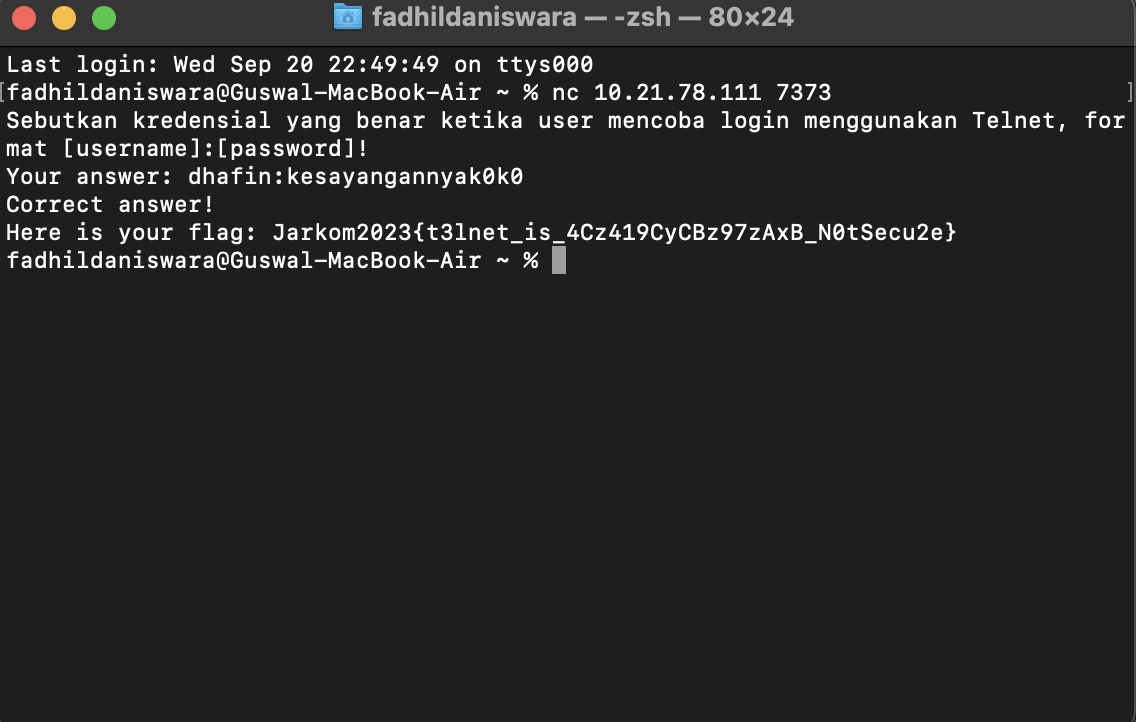 fadhildaniswara — -zsh — 80×24
Last login: Wed Sep 20 22:49:49 on ttys000
[fadhildaniswara@Guswal-MacBook-Air ~ % nc 10.21.78.111 7373 ]
Sebutkan kredensial yang benar ketika user mencoba login menggunakan Telnet, for
mat [username]:[password]!
Your answer: dhafin:kesayangannyak0k0
Correct answer!
Here is your flag: Jarkom2023{t3lnet_is_4Cz419CyCBz97zAxB_N0tSecu2e}
fadhildaniswara@Guswal-MacBook-Air ~ %